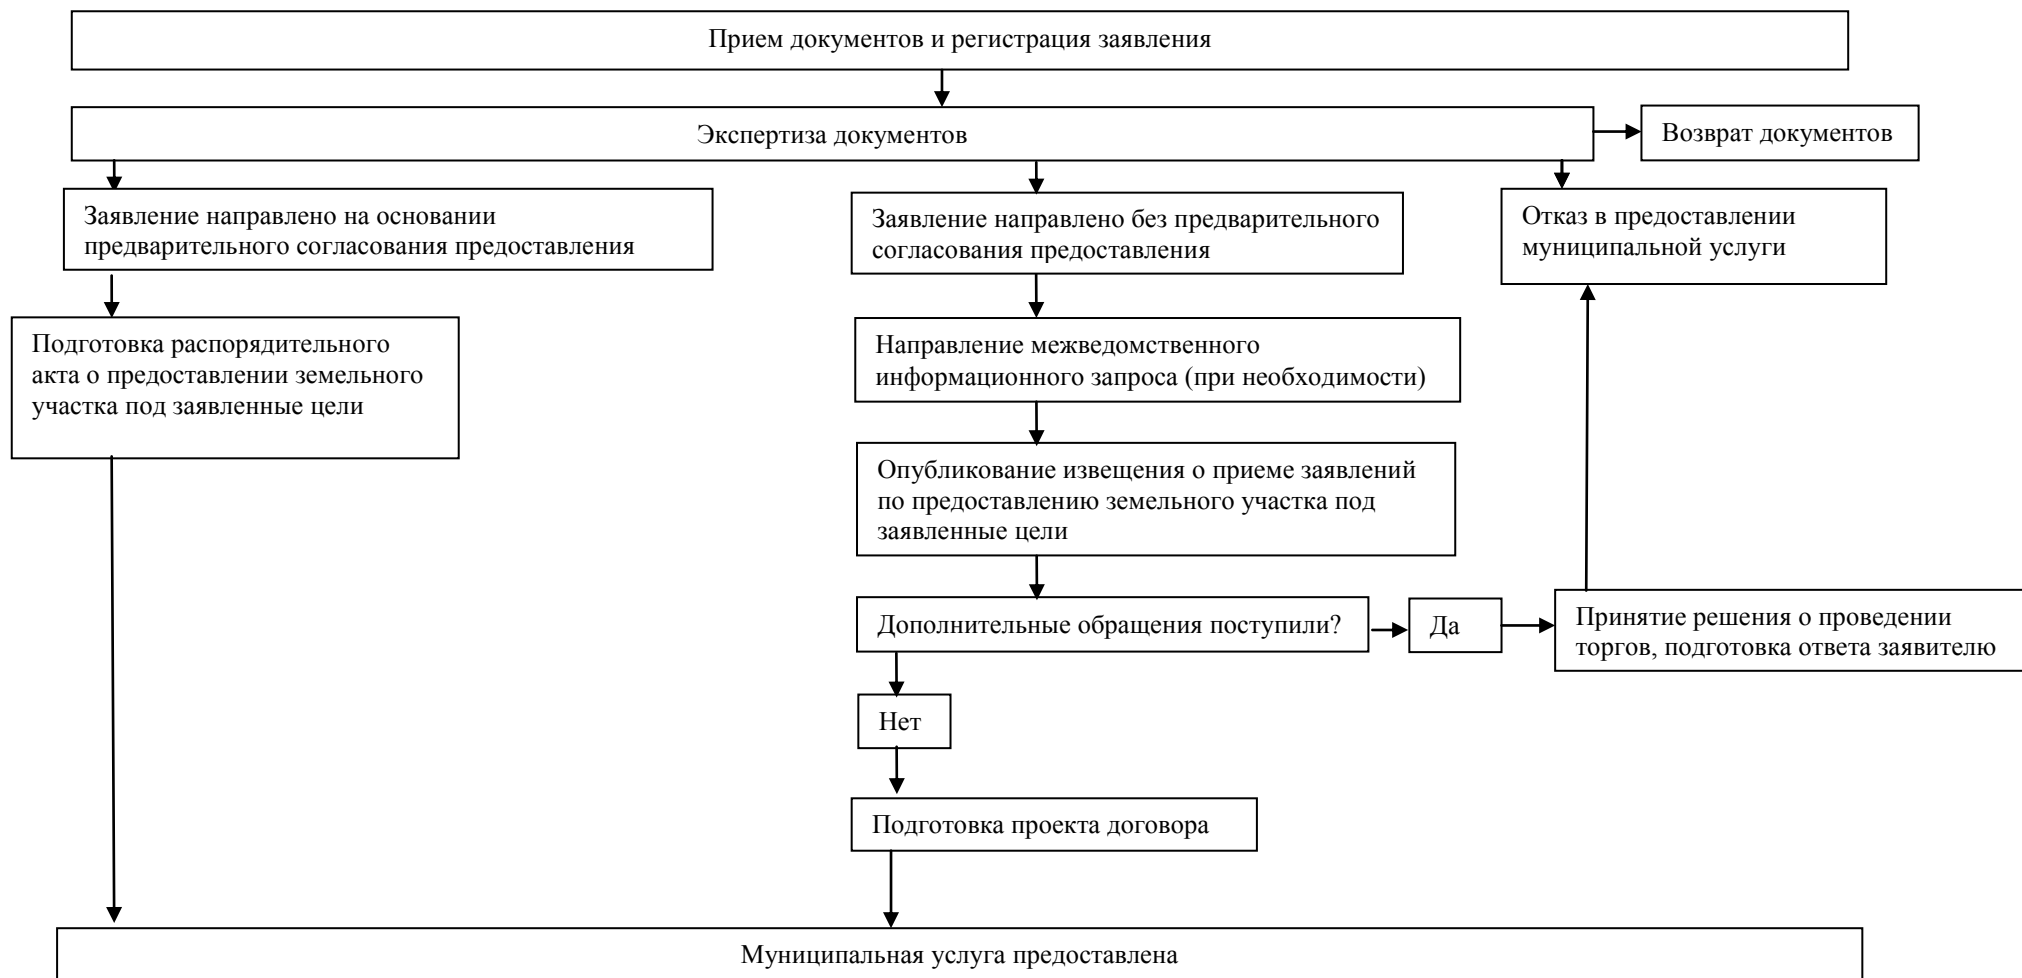 Прием документов и регистрация заявления
Экспертиза документов
Возврат документов
Заявление направлено на основании
предварительного согласования предоставления
Заявление направлено без предварительного
согласования предоставления
Отказ в предоставлении
муниципальной услуги
Подготовка распорядительного
акта о предоставлении земельного
участка под заявленные цели
Направление межведомственного
информационного запроса (при необходимости)
Опубликование извещения о приеме заявлений
по предоставлению земельного участка под
заявленные цели
Дополнительные обращения поступили?
Да
Принятие решения о проведении
торгов, подготовка ответа заявителю
Нет
Подготовка проекта договора
Муниципальная услуга предоставлена